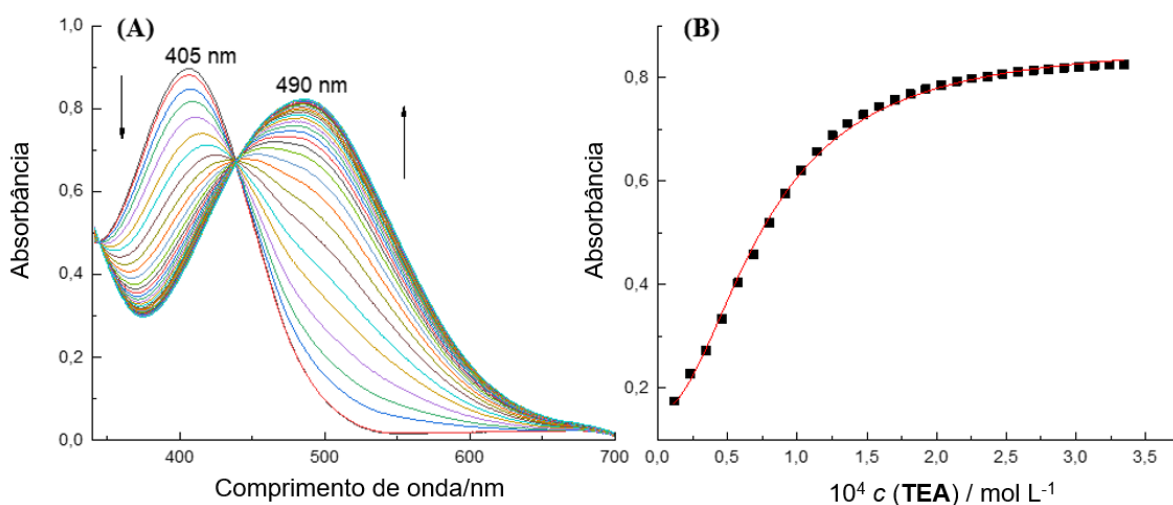 (A)
405 nm
490 nm
1,0
0,8
0,6
0,4
0,2
0,0
400
500
600
700
Absorbância
Comprimento de onda/nm
(B)
0,8
0,6
0,4
0,2
0,0
0,5
1,0
1,5
2,0
2,5
3,0
3,5
Absorbância
10⁴ c (TEA) / mol L⁻¹